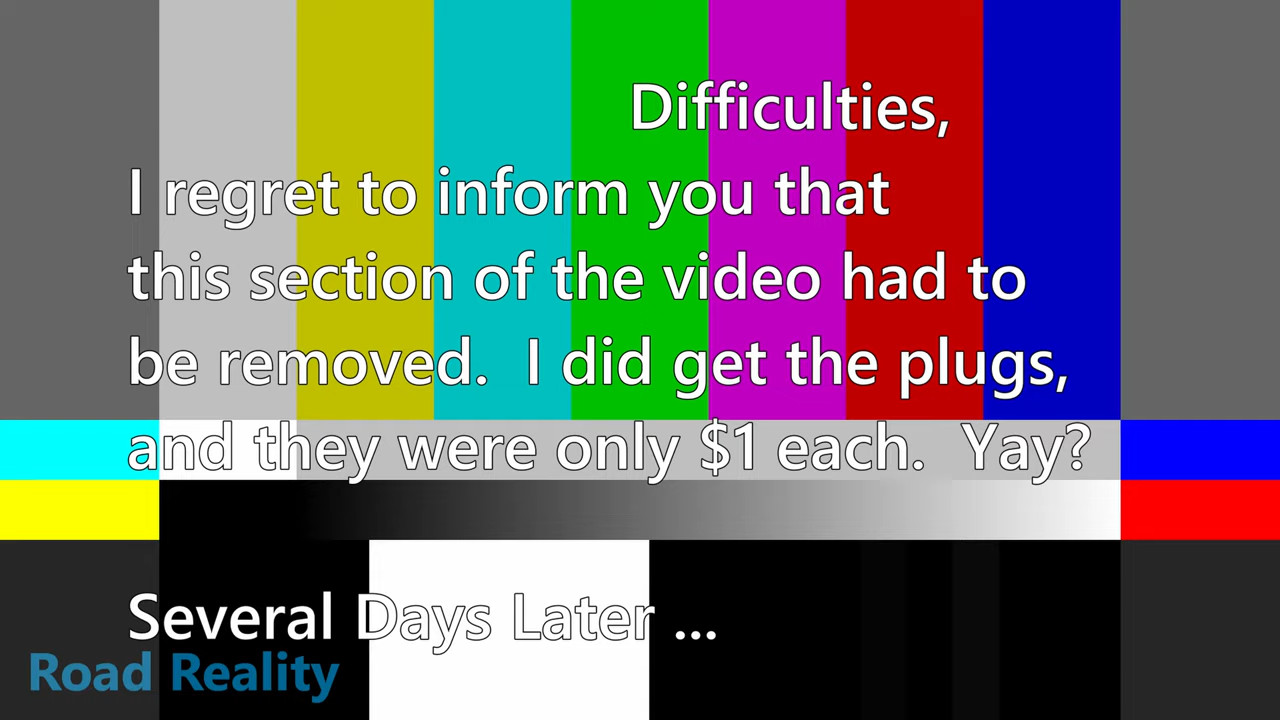 Difficulties,
I regret to inform you that
this section of the video had to
be removed.  I did get the plugs,
and they were only $1 each.  Yay?
Several Days Later ...
Road Reality